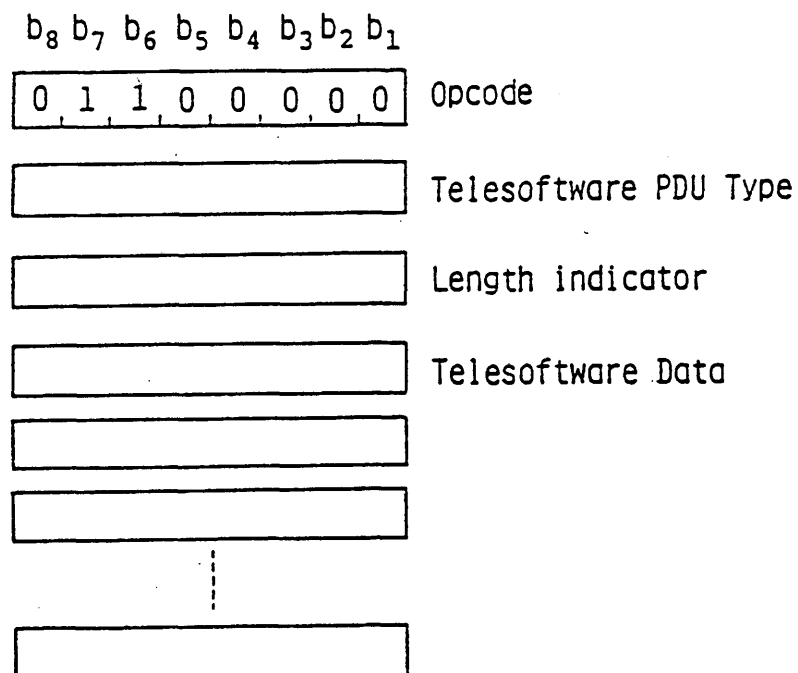 b₈ b₇ b₆ b₅ b₄ b₃ b₂ b₁
0 1 1 0 0 0 0 0 Opcode
Telesoftware PDU Type
Length indicator
Telesoftware Data